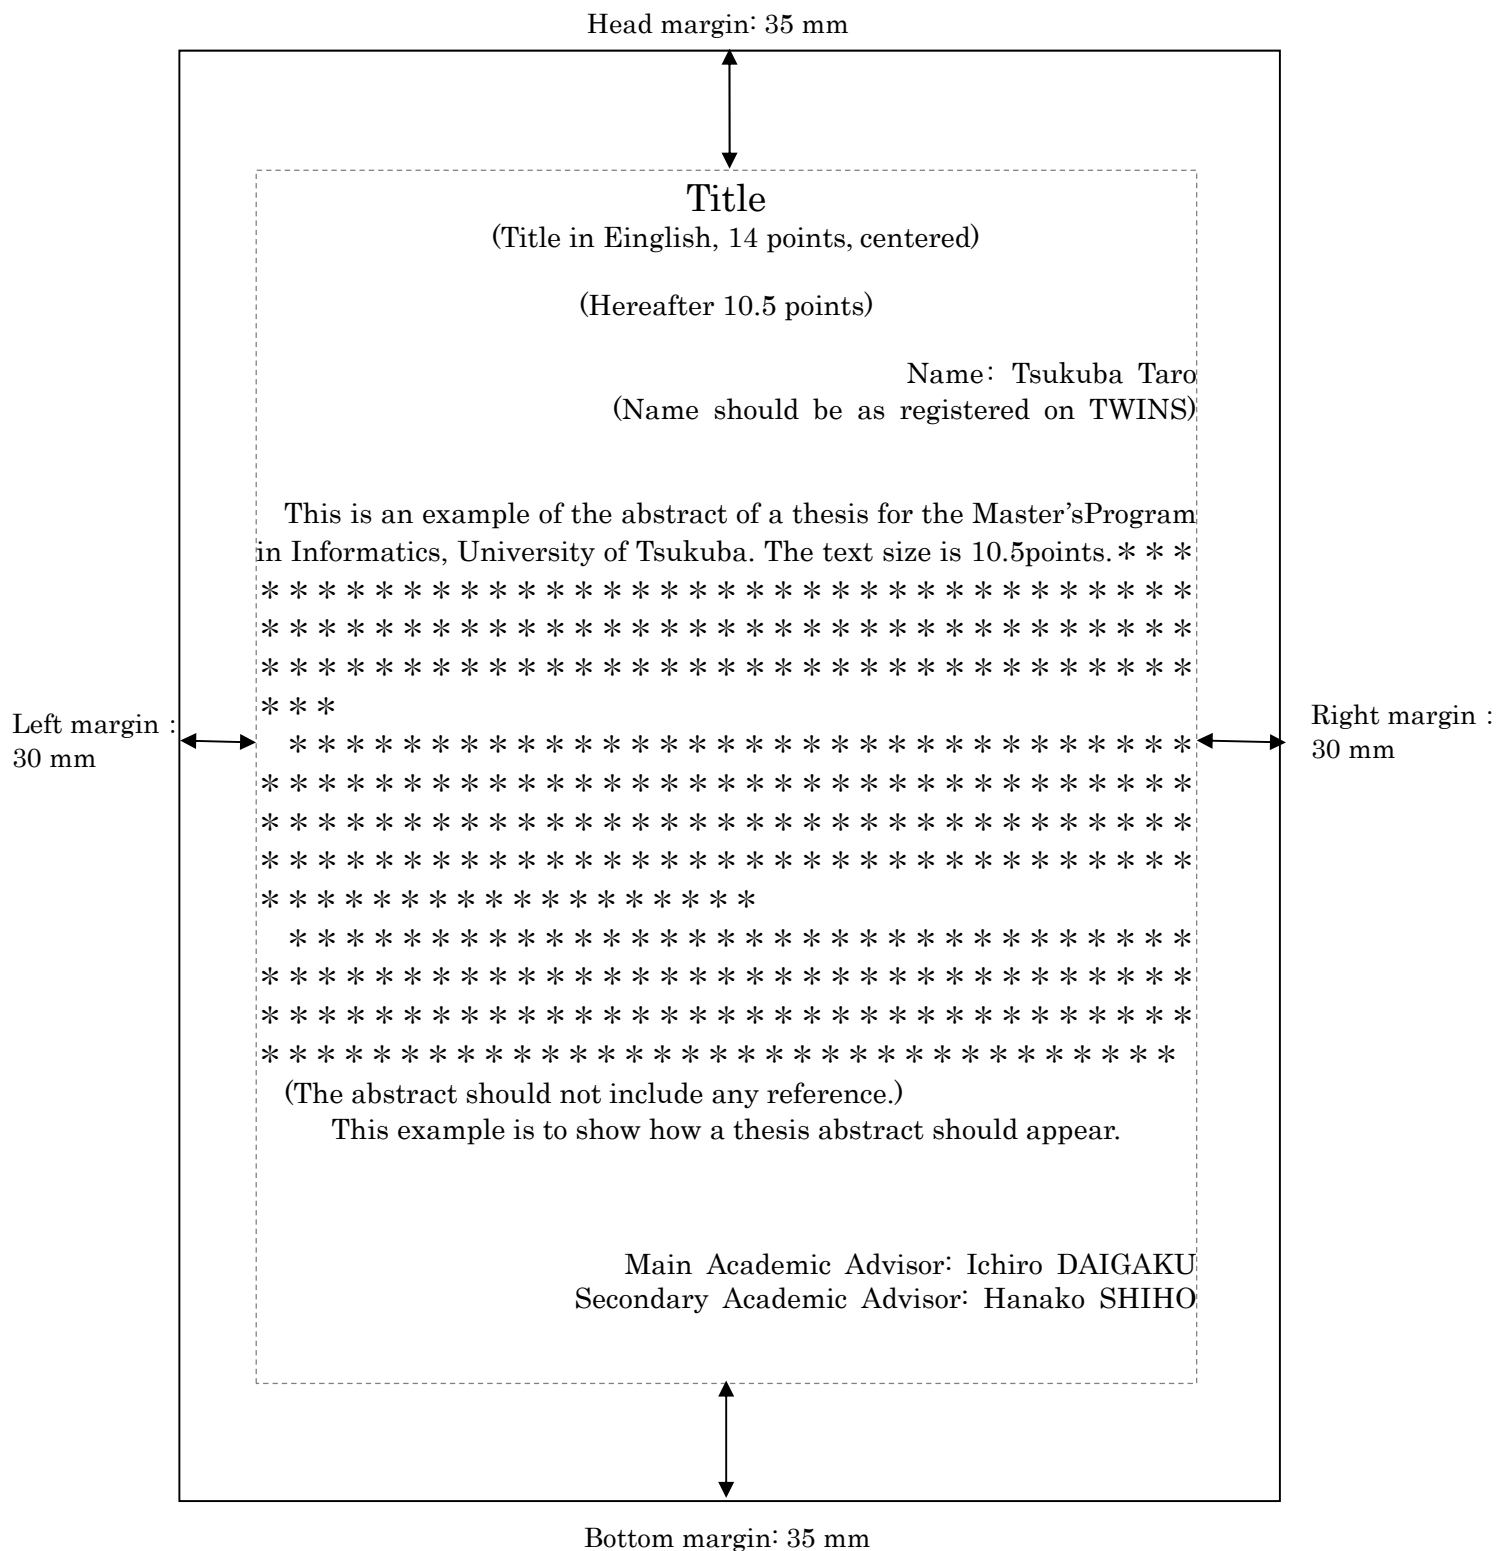 Head margin: 35 mm
Title
(Title in Einglish, 14 points, centered)
(Hereafter 10.5 points)
Name: Tsukuba Taro
(Name should be as registered on TWINS)
This is an example of the abstract of a thesis for the Master’sProgram
in Informatics, University of Tsukuba. The text size is 10.5points.＊＊＊
＊＊＊＊＊＊＊＊＊＊＊＊＊＊＊＊＊＊＊＊＊＊＊＊＊＊＊＊＊＊＊＊＊
＊＊＊＊＊＊＊＊＊＊＊＊＊＊＊＊＊＊＊＊＊＊＊＊＊＊＊＊＊＊＊＊＊
＊＊＊＊＊＊＊＊＊＊＊＊＊＊＊＊＊＊＊＊＊＊＊＊＊＊＊＊＊＊＊＊＊
＊＊＊
Left margin :
30 mm
Right margin :
30 mm
＊＊＊＊＊＊＊＊＊＊＊＊＊＊＊＊＊＊＊＊＊＊＊＊＊＊＊＊＊＊＊＊
＊＊＊＊＊＊＊＊＊＊＊＊＊＊＊＊＊＊＊＊＊＊＊＊＊＊＊＊＊＊＊＊＊
＊＊＊＊＊＊＊＊＊＊＊＊＊＊＊＊＊＊＊＊＊＊＊＊＊＊＊＊＊＊＊＊＊
＊＊＊＊＊＊＊＊＊＊＊＊＊＊＊＊＊＊＊＊＊＊＊＊＊＊＊＊＊＊＊＊＊
＊＊＊＊＊＊＊＊＊＊＊＊＊＊＊＊＊＊
＊＊＊＊＊＊＊＊＊＊＊＊＊＊＊＊＊＊＊＊＊＊＊＊＊＊＊＊＊＊＊＊
＊＊＊＊＊＊＊＊＊＊＊＊＊＊＊＊＊＊＊＊＊＊＊＊＊＊＊＊＊＊＊＊＊
＊＊＊＊＊＊＊＊＊＊＊＊＊＊＊＊＊＊＊＊＊＊＊＊＊＊＊＊＊＊＊＊＊
＊＊＊＊＊＊＊＊＊＊＊＊＊＊＊＊＊＊＊＊＊＊＊＊＊＊＊＊＊＊＊＊＊
(The abstract should not include any reference.)
This example is to show how a thesis abstract should appear.
Main Academic Advisor: Ichiro DAIGAKU
Secondary Academic Advisor: Hanako SHIHO
Bottom margin: 35 mm